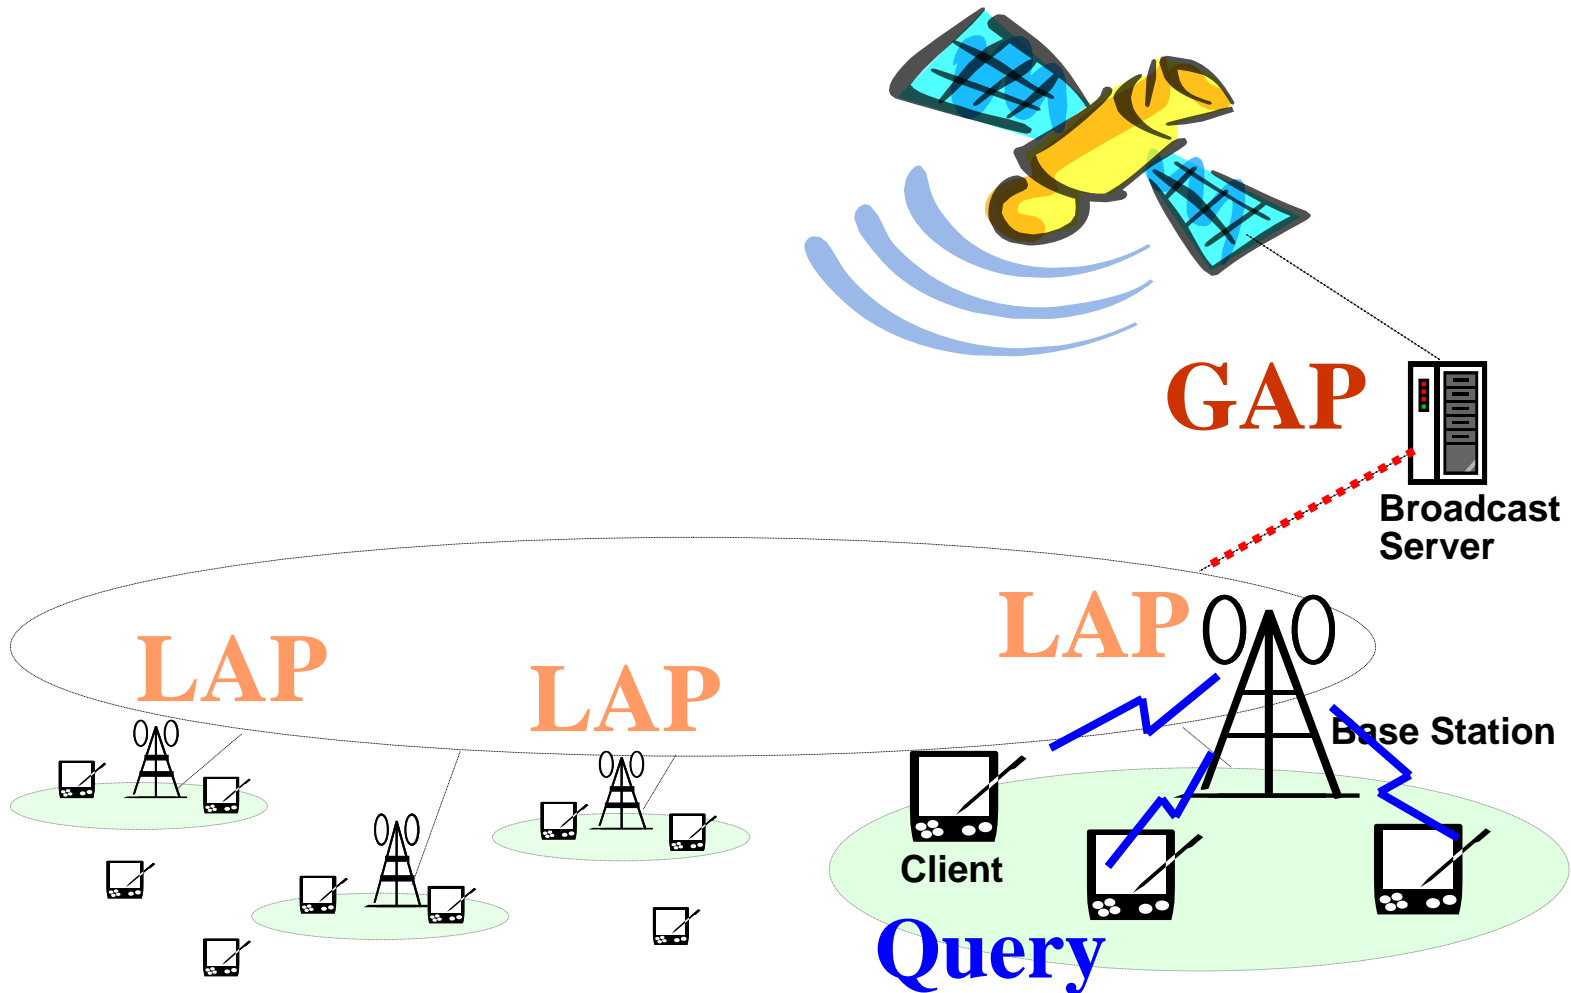 GAP
Broadcast
Server
LAP
LAP
LAP
Base Station
Client
Query